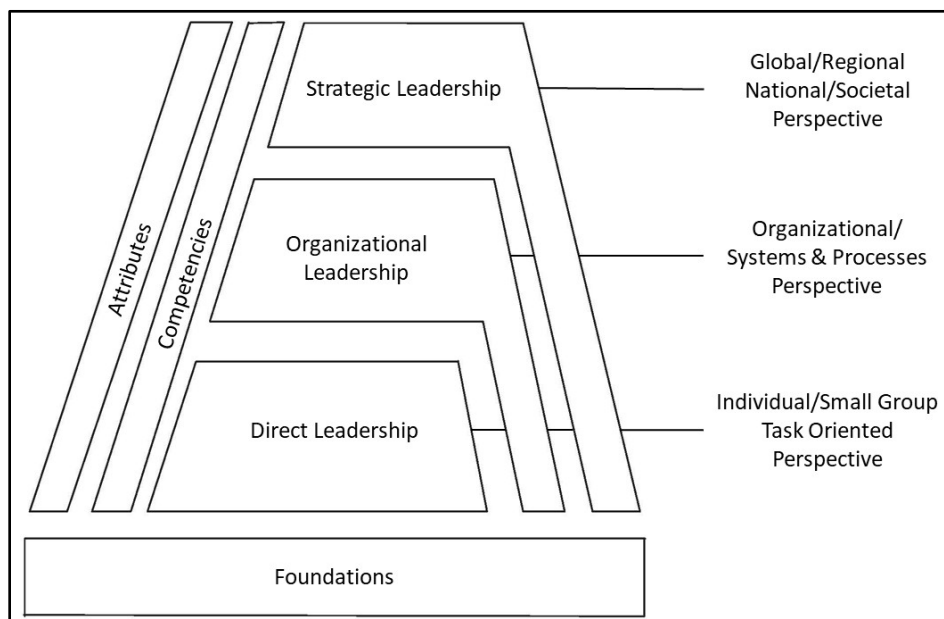 Strategic Leadership
Global/Regional
National/Societal
Perspective
Attributes
Competencies
Organizational
Leadership
Organizational/
Systems & Processes
Perspective
Direct Leadership
Individual/Small Group
Task Oriented
Perspective
Foundations